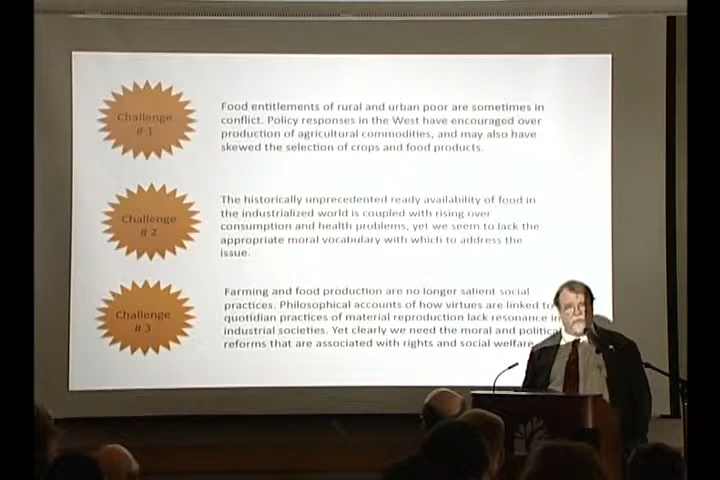 Challenge
# 1
Food entitlements of rural and urban poor are sometimes in
conflict. Policy responses in the West have encouraged over
production of agricultural commodities, and may also have
skewed the selection of crops and food products.
Challenge
# 2
The historically unprecedented ready availability of food in
the industrialized world is coupled with rising over
consumption and health problems, yet we seem to lack the
appropriate moral vocabulary with which to address the
issue.
Challenge
# 3
Farming and food production are no longer salient social
practices. Philosophical accounts of how virtues are linked to
quotidian practices of material reproduction lack resonance in
industrial societies. Yet clearly we need the moral and political
reforms that are associated with rights and social welfare.